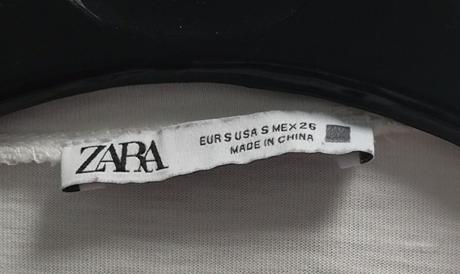 ZARA
EUR S USA S MEX 26
MADE IN CHINA